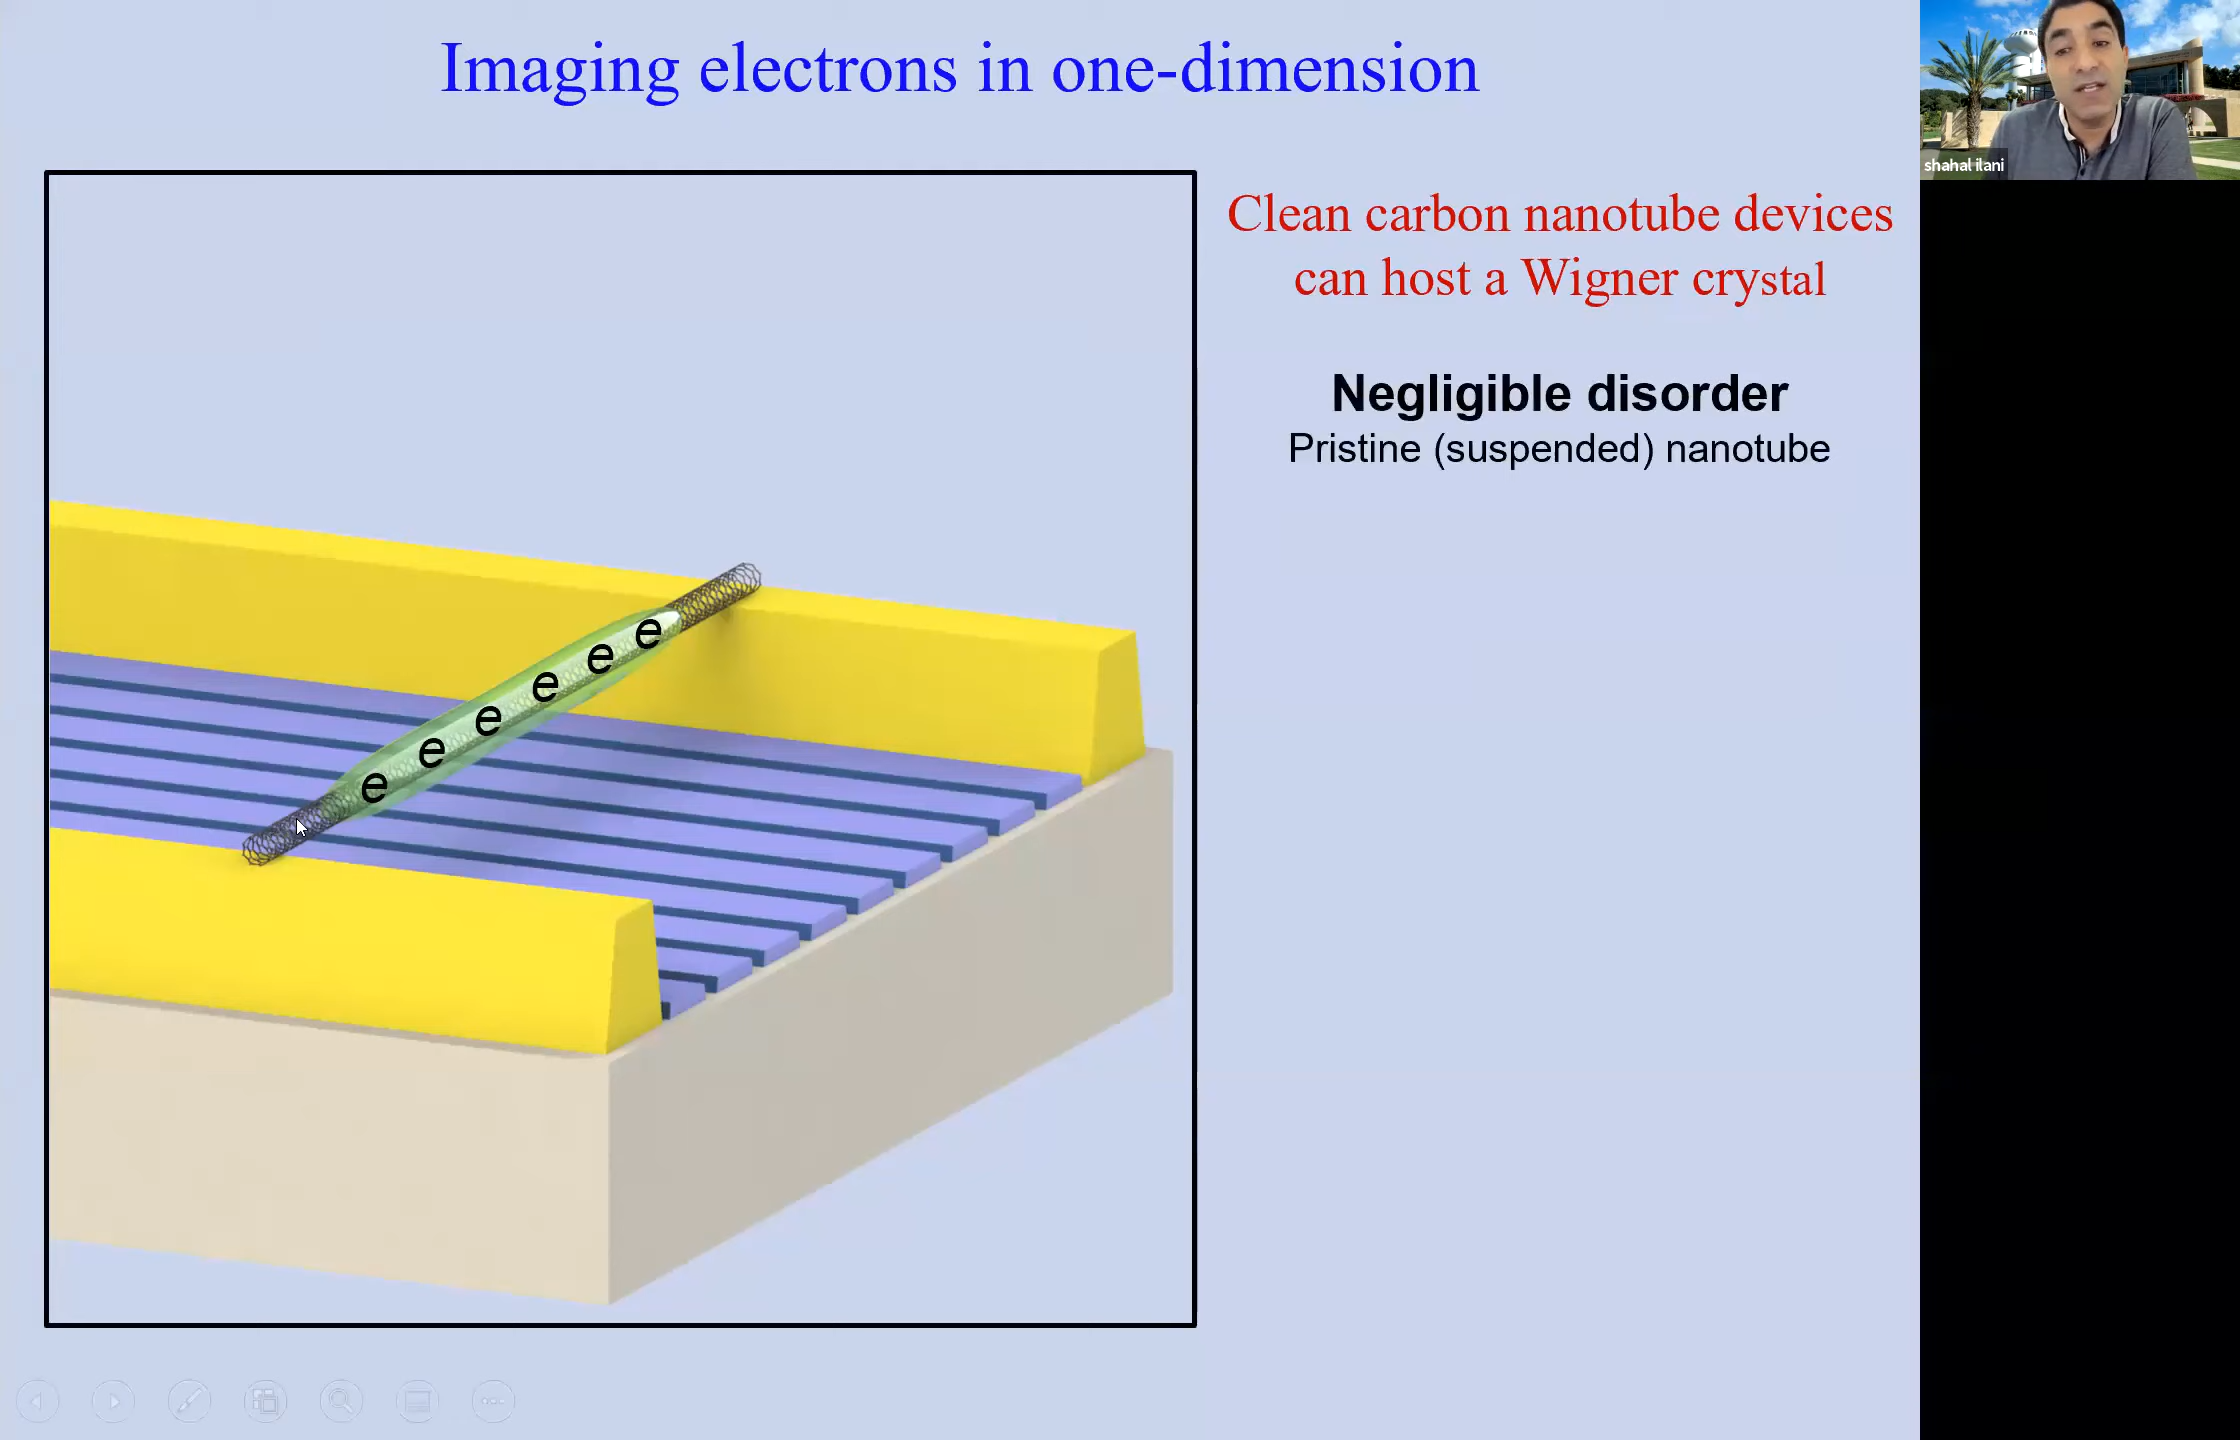 Imaging electrons in one-dimension
shahal ilani
Clean carbon nanotube devices
can host a Wigner crystal
Negligible disorder
Pristine (suspended) nanotube
e
e
e
e
e
e